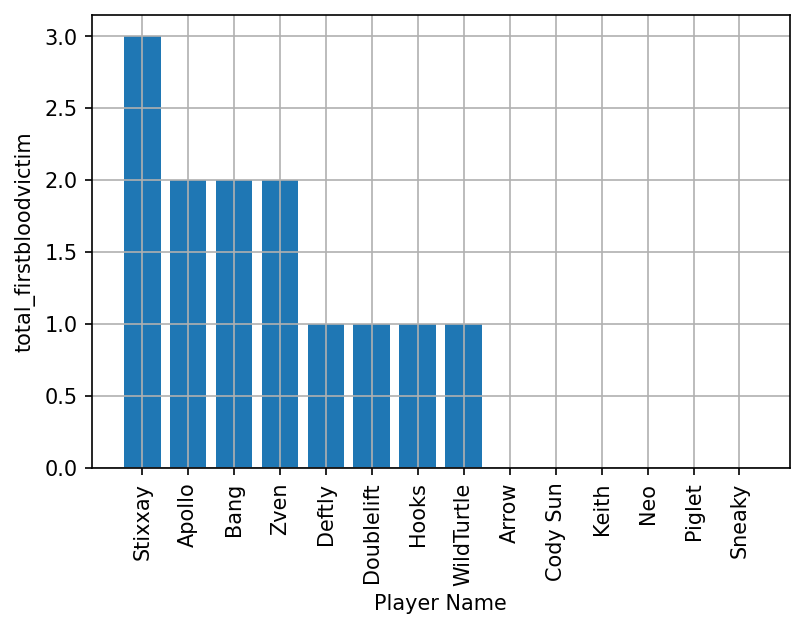 3.0
2.5
2.0
1.5
1.0
0.5
0.0
total_firstbloodvictim
Stixxay
Apollo
Bang
Zven
Deftly
Doublelift
Hooks
WildTurtle
Arrow
Cody Sun
Keith
Neo
Piglet
Sneaky
Player Name